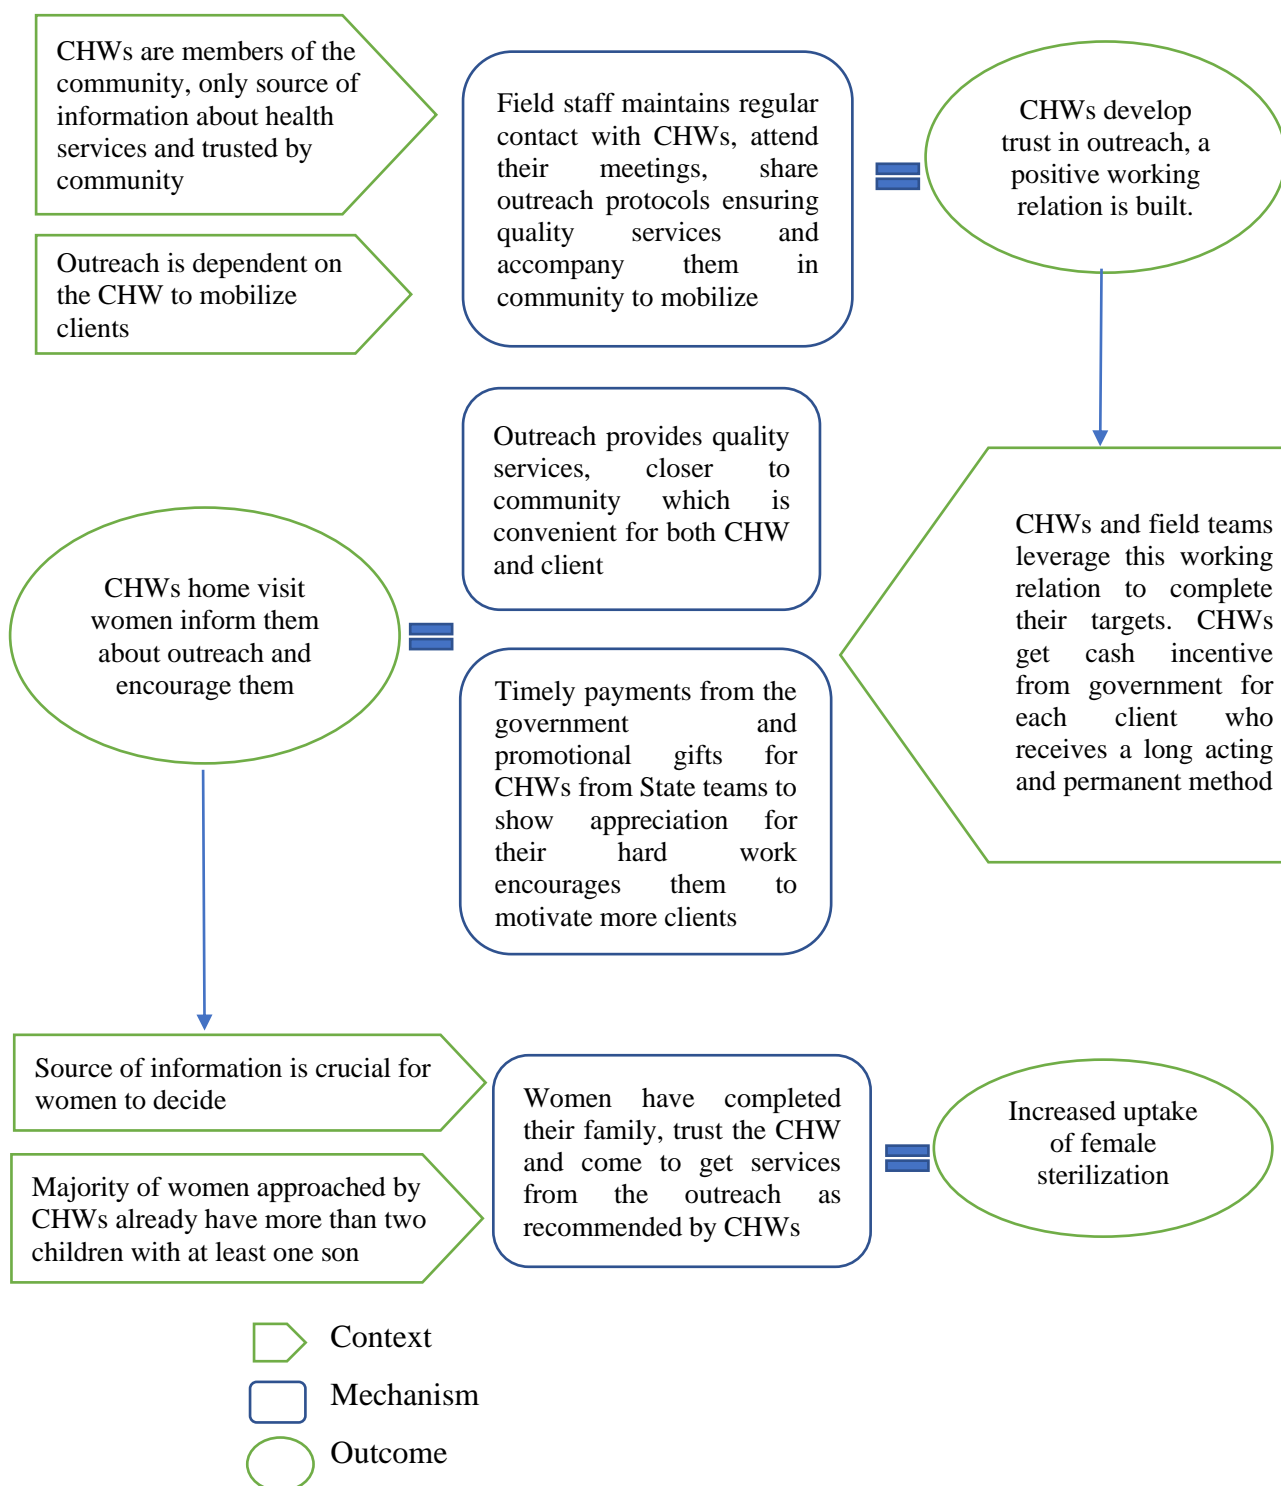 CHWs are members of the
community, only source of
information about health
services and trusted by
community
Outreach is dependent on
the CHW to mobilize
clients
Field staff maintains regular
contact with CHWs, attend
their meetings, share
outreach protocols ensuring
quality services and
accompany them in
community to mobilize
CHWs develop
trust in outreach, a
positive working
relation is built.
CHWs and field teams
leverage this working
relation to complete
their targets. CHWs
get cash incentive
from government for
each client who
receives a long acting
and permanent method
Outreach provides quality
services, closer to
community which is
convenient for both CHW
and client
Timely payments from the
government and
promotional gifts for
CHWs from State teams to
show appreciation for
their hard work
encourages them to
motivate more clients
CHWs home visit
women inform them
about outreach and
encourage them
Source of information is crucial for
women to decide
Majority of women approached by
CHWs already have more than two
children with at least one son
Women have completed
their family, trust the CHW
and come to get services
from the outreach as
recommended by CHWs
Increased uptake
of female
sterilization
Context
Mechanism
Outcome